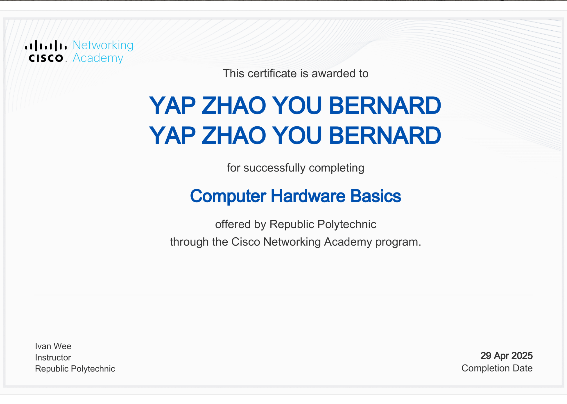 Networking
CISCO. Academy
This certificate is awarded to
YAP ZHAO YOU BERNARD
YAP ZHAO YOU BERNARD
for successfully completing
Computer Hardware Basics
offered by Republic Polytechnic
through the Cisco Networking Academy program.
Ivan Wee
Instructor
Republic Polytechnic
29 Apr 2025
Completion Date